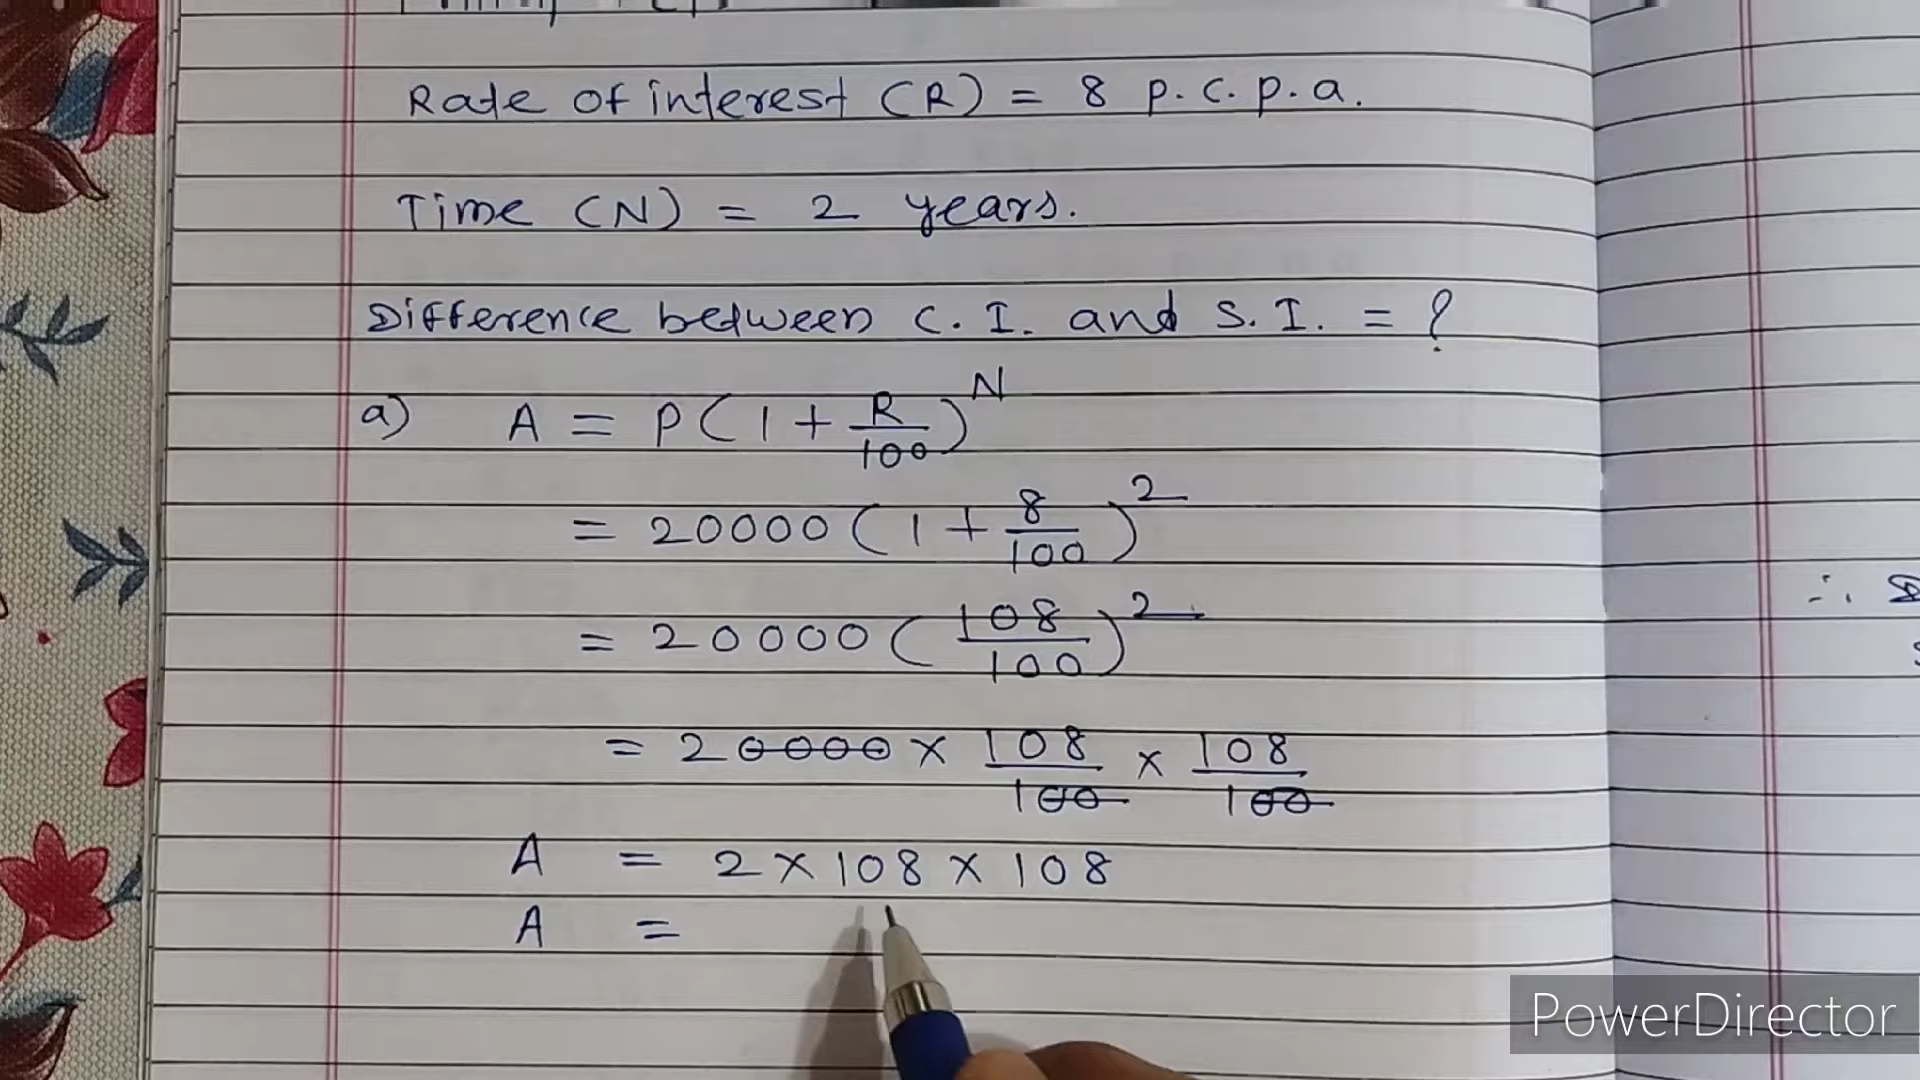 Rate of interest (R) = 8 p.c.p.a.
Time (N) = 2 years.
Difference between C.I. and S.I. = ?
a) A = P(1 + R/100)^N
= 20000(1 + 8/100)^2
= 20000(108/100)^2
= 20000 × 108/100 × 108/100
A = 2 × 108 × 108
A =
∴
PowerDirector